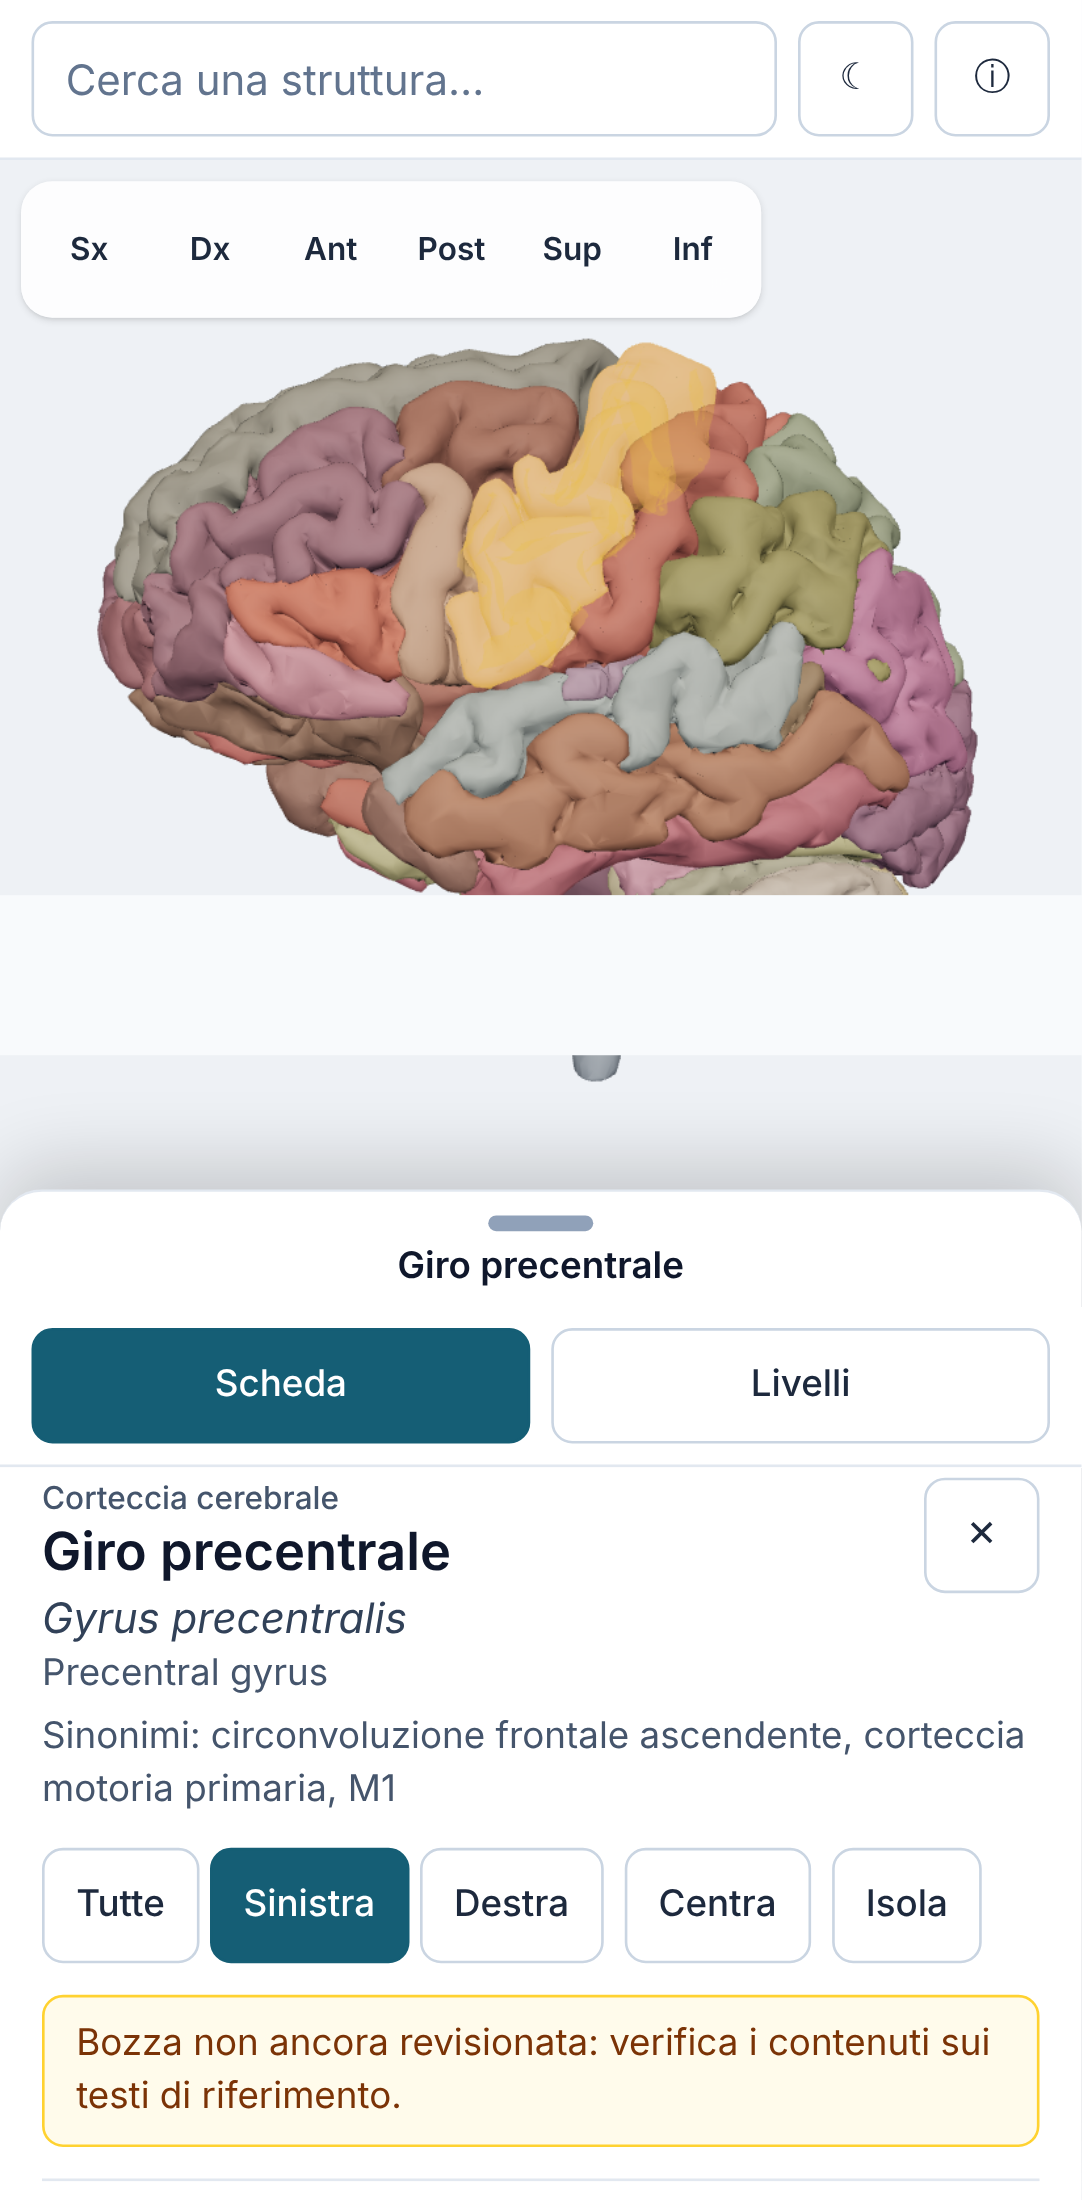 Cerca una struttura...
Sx Dx Ant Post Sup Inf
Giro precentrale
Scheda Livelli
Corteccia cerebrale
Giro precentrale
Gyrus precentralis
Precentral gyrus
Sinonimi: circonvoluzione frontale ascendente, corteccia
motoria primaria, M1
Tutte Sinistra Destra Centra Isola
Bozza non ancora revisionata: verifica i contenuti sui
testi di riferimento.